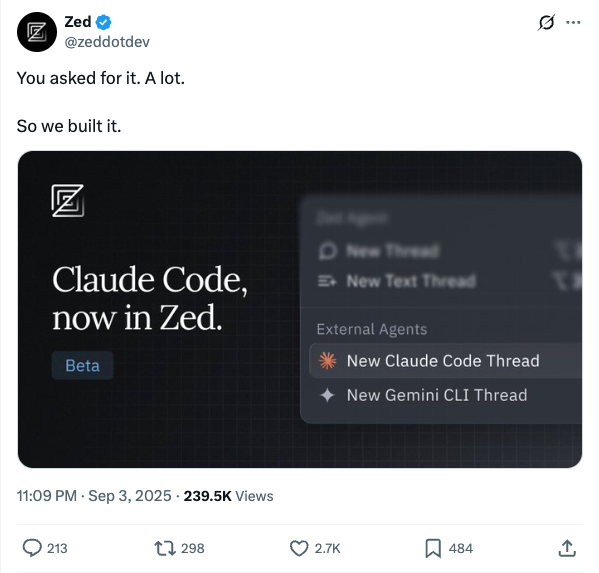 Zed
@zeddotdev
You asked for it. A lot.
So we built it.
Claude Code,
now in Zed.
Beta
Zed Agent
New Thread
New Text Thread
External Agents
New Claude Code Thread
New Gemini CLI Thread
11:09 PM · Sep 3, 2025 · 239.5K Views
213 298 2.7K 484